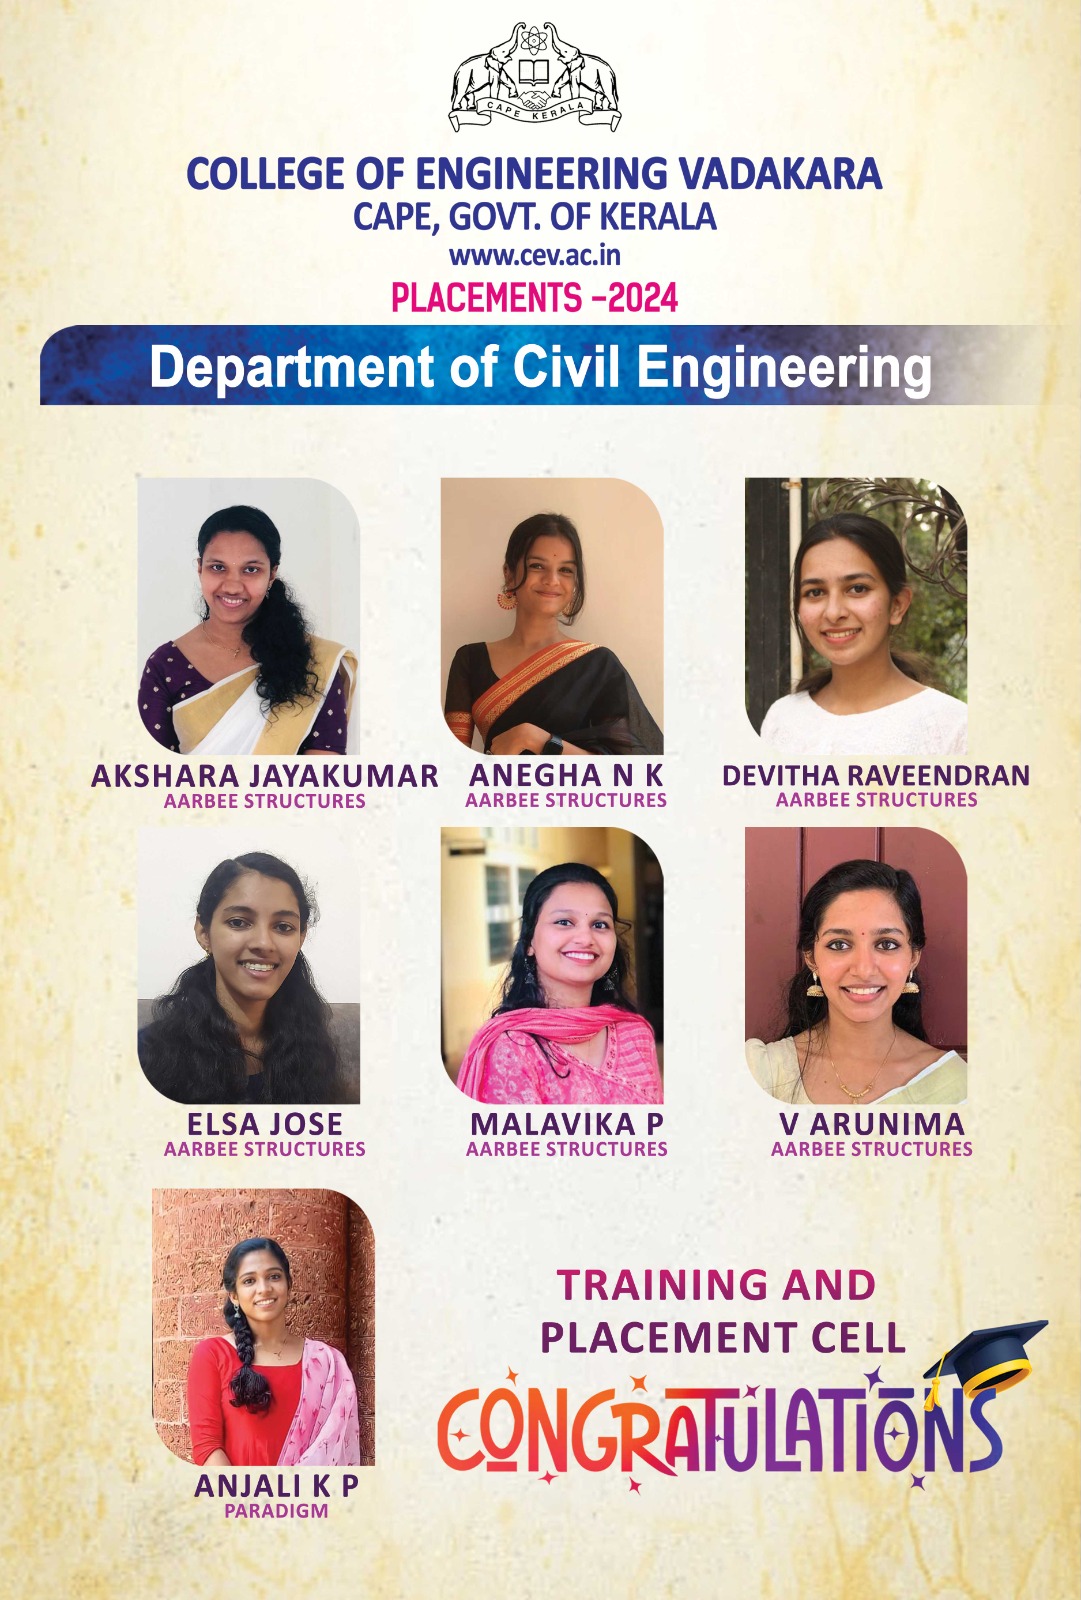 CAPE KERALA
COLLEGE OF ENGINEERING VADAKARA
CAPE, GOVT. OF KERALA
www.cev.ac.in
PLACEMENTS -2024
Department of Civil Engineering
AKSHARA JAYAKUMAR
AARBEE STRUCTURES
ANEGHA N K
AARBEE STRUCTURES
DEVITHA RAVEENDRAN
AARBEE STRUCTURES
ELSA JOSE
AARBEE STRUCTURES
MALAVIKA P
AARBEE STRUCTURES
V ARUNIMA
AARBEE STRUCTURES
ANJALI K P
PARADIGM
TRAINING AND
PLACEMENT CELL
CONGRATULATIONS